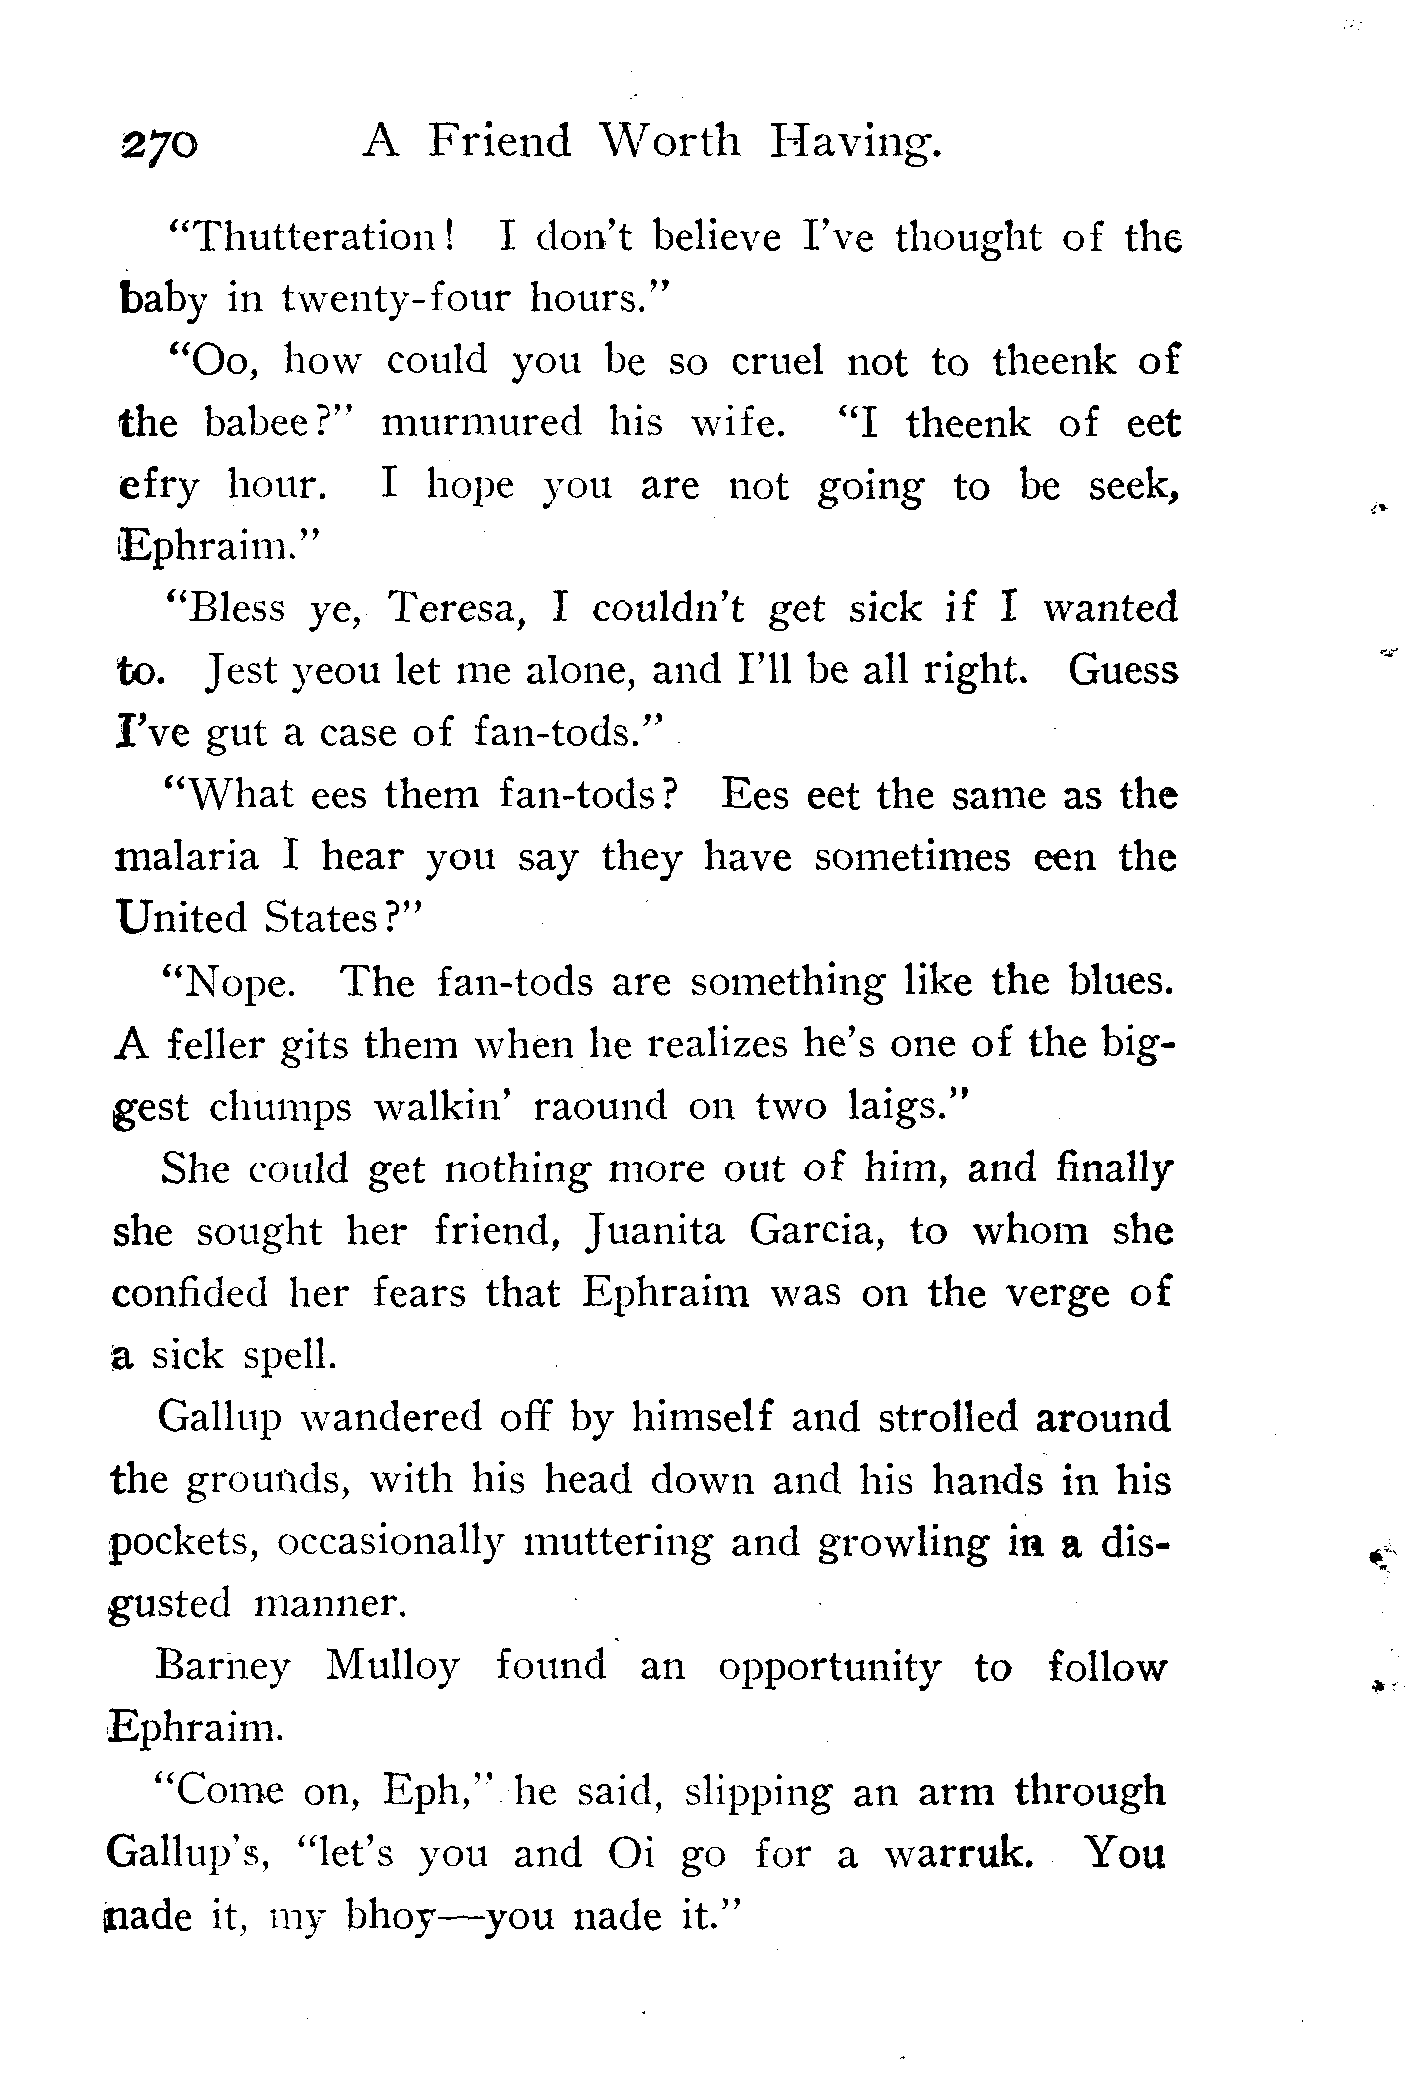 270 A Friend Worth Having.
“Thutteration! I don’t believe I’ve thought of the
baby in twenty-four hours.”
“Oo, how could you be so cruel not to theenk of
the babee?” murmured his wife. “I theenk of eet
efry hour. I hope you are not going to be seek,
Ephraim.”
“Bless ye, Teresa, I couldn’t get sick if I wanted
to. Jest yeou let me alone, and I’ll be all right. Guess
I’ve gut a case of fan-tods.”
“What ees them fan-tods? Ees eet the same as the
malaria I hear you say they have sometimes een the
United States?”
“Nope. The fan-tods are something like the blues.
A feller gits them when he realizes he’s one of the big-
gest chumps walkin’ raound on two laigs.”
She could get nothing more out of him, and finally
she sought her friend, Juanita Garcia, to whom she
confided her fears that Ephraim was on the verge of
a sick spell.
Gallup wandered off by himself and strolled around
the grounds, with his head down and his hands in his
pockets, occasionally muttering and growling in a dis-
gusted manner.
Barney Mulloy found an opportunity to follow
Ephraim.
“Come on, Eph,” he said, slipping an arm through
Gallup’s, “let’s you and Oi go for a warruk. You
nade it, my bhoy—you nade it.”